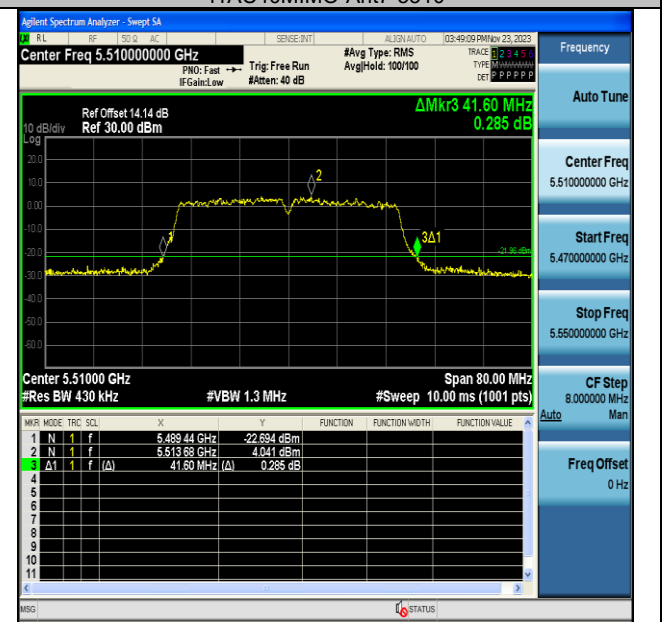 Agilent Spectrum Analyzer - Swept SA
RL RF 50 Ω AC SENSE:INT ALIGN AUTO 03:49:09 PM Nov 23, 2023
Center Freq 5.510000000 GHz
PNO: Fast
IFGain:Low
Trig: Free Run
#Atten: 40 dB
#Avg Type: RMS
Avg|Hold: 100/100
TRACE 1 2 3 4 5 6
TYPE MWWWWW
DET P P P P P P
Frequency
Auto Tune
Center Freq
5.510000000 GHz
Start Freq
5.470000000 GHz
Stop Freq
5.550000000 GHz
CF Step
8.000000 MHz
Auto Man
Freq Offset
0 Hz
ΔMkr3 41.60 MHz
0.285 dB
Ref Offset 14.14 dB
10 dB/div Ref 30.00 dBm
Log
20.0
10.0
0.00
-10.0
-20.0
-30.0
-40.0
-50.0
-60.0
1
2
3Δ1
-21.96 dBm
Center 5.51000 GHz Span 80.00 MHz
#Res BW 430 kHz #VBW 1.3 MHz #Sweep 10.00 ms (1001 pts)
MKR MODE TRC SCL X Y FUNCTION FUNCTION WIDTH FUNCTION VALUE
1 N 1 f 5.489 44 GHz -22.694 dBm
2 N 1 f 5.513 68 GHz 4.041 dBm
3 Δ1 1 f (Δ) 41.60 MHz (Δ) 0.285 dB
4
5
6
7
8
9
10
11
MSG STATUS